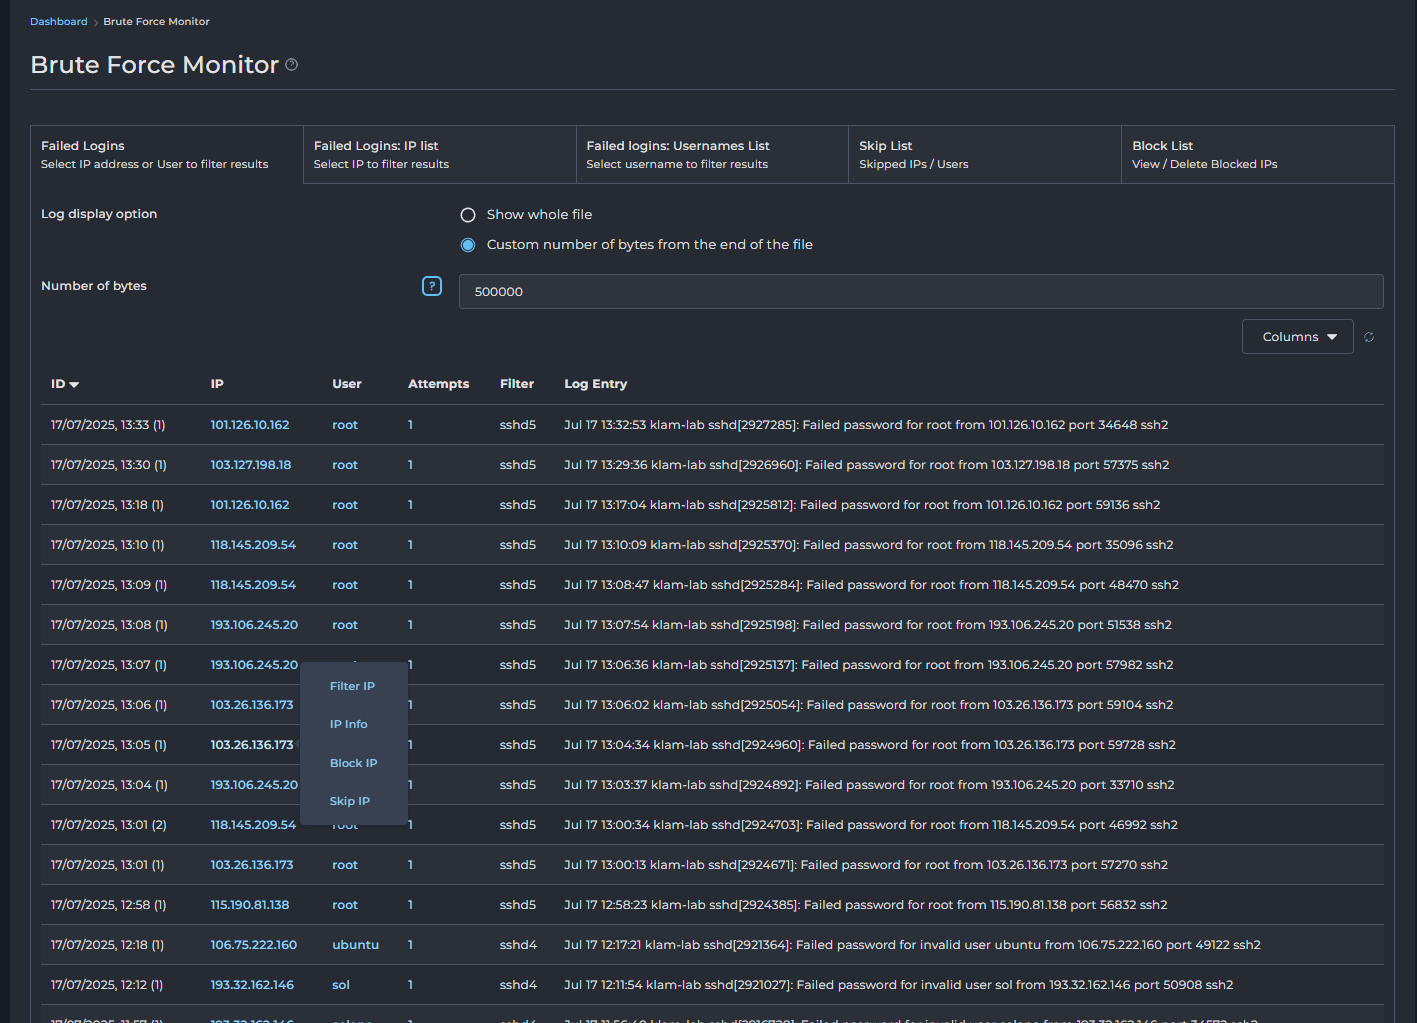 Dashboard > Brute Force Monitor
Brute Force Monitor ?
Failed Logins
Select IP address or User to filter results
Failed Logins: IP list
Select IP to filter results
Failed logins: Usernames List
Select username to filter results
Skip List
Skipped IPs / Users
Block List
View / Delete Blocked IPs
Log display option
Show whole file
Custom number of bytes from the end of the file
Number of bytes ? 500000
Columns
ID IP User Attempts Filter Log Entry
17/07/2025, 13:33 (1) 101.126.10.162 root 1 sshd5 Jul 17 13:32:53 klam-lab sshd[2927285]: Failed password for root from 101.126.10.162 port 34648 ssh2
17/07/2025, 13:30 (1) 103.127.198.18 root 1 sshd5 Jul 17 13:29:36 klam-lab sshd[2926960]: Failed password for root from 103.127.198.18 port 57375 ssh2
17/07/2025, 13:18 (1) 101.126.10.162 root 1 sshd5 Jul 17 13:17:04 klam-lab sshd[2925812]: Failed password for root from 101.126.10.162 port 59136 ssh2
17/07/2025, 13:10 (1) 118.145.209.54 root 1 sshd5 Jul 17 13:10:09 klam-lab sshd[2925370]: Failed password for root from 118.145.209.54 port 35096 ssh2
17/07/2025, 13:09 (1) 118.145.209.54 root 1 sshd5 Jul 17 13:08:47 klam-lab sshd[2925284]: Failed password for root from 118.145.209.54 port 48470 ssh2
17/07/2025, 13:08 (1) 193.106.245.20 root 1 sshd5 Jul 17 13:07:54 klam-lab sshd[2925198]: Failed password for root from 193.106.245.20 port 51538 ssh2
17/07/2025, 13:07 (1) 193.106.245.20 1 sshd5 Jul 17 13:06:36 klam-lab sshd[2925137]: Failed password for root from 193.106.245.20 port 57982 ssh2
17/07/2025, 13:06 (1) 103.26.136.173 1 sshd5 Jul 17 13:06:02 klam-lab sshd[2925054]: Failed password for root from 103.26.136.173 port 59104 ssh2
17/07/2025, 13:05 (1) 103.26.136.173 1 sshd5 Jul 17 13:04:34 klam-lab sshd[2924960]: Failed password for root from 103.26.136.173 port 59728 ssh2
17/07/2025, 13:04 (1) 193.106.245.20 1 sshd5 Jul 17 13:03:37 klam-lab sshd[2924892]: Failed password for root from 193.106.245.20 port 33710 ssh2
17/07/2025, 13:01 (2) 118.145.209.54 root 1 sshd5 Jul 17 13:00:34 klam-lab sshd[2924703]: Failed password for root from 118.145.209.54 port 46992 ssh2
Filter IP
IP Info
Block IP
Skip IP
17/07/2025, 13:01 (1) 103.26.136.173 root 1 sshd5 Jul 17 13:00:13 klam-lab sshd[2924671]: Failed password for root from 103.26.136.173 port 57270 ssh2
17/07/2025, 12:58 (1) 115.190.81.138 root 1 sshd5 Jul 17 12:58:23 klam-lab sshd[2924385]: Failed password for root from 115.190.81.138 port 56832 ssh2
17/07/2025, 12:18 (1) 106.75.222.160 ubuntu 1 sshd4 Jul 17 12:17:21 klam-lab sshd[2921364]: Failed password for invalid user ubuntu from 106.75.222.160 port 49122 ssh2
17/07/2025, 12:12 (1) 193.32.162.146 sol 1 sshd4 Jul 17 12:11:54 klam-lab sshd[2921027]: Failed password for invalid user sol from 193.32.162.146 port 50908 ssh2